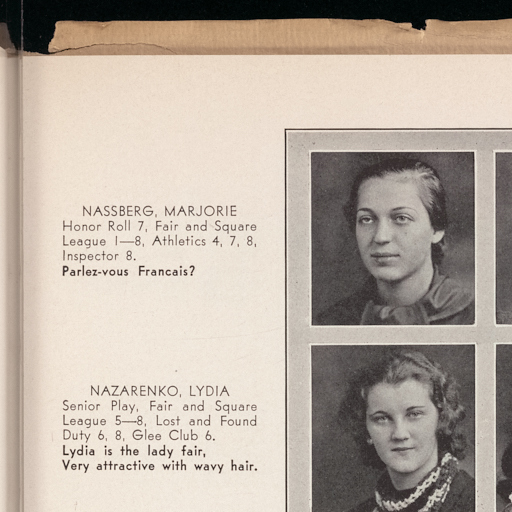 NASSBERG, MARJORIE
Honor Roll 7, Fair and Square
League 1—8, Athletics 4, 7, 8,
Inspector 8.
Parlez-vous Francais?
NAZARENKO, LYDIA
Senior Play, Fair and Square
League 5—8, Lost and Found
Duty 6, 8, Glee Club 6.
Lydia is the lady fair,
Very attractive with wavy hair.